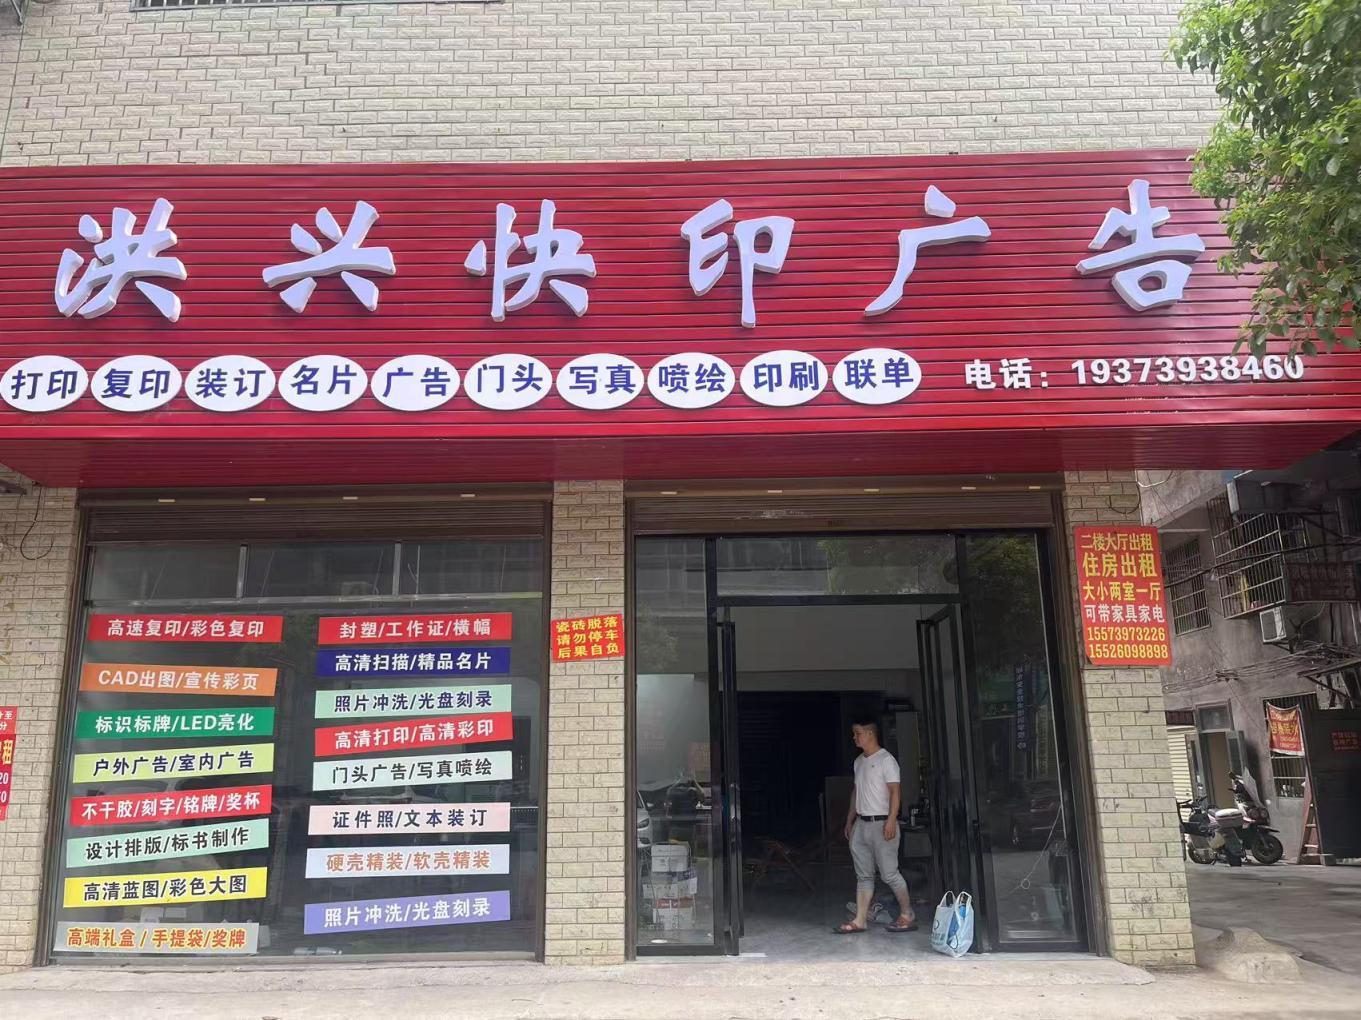 洪兴快印广告
打印 复印 装订 名片 广告 门头 写真 喷绘 印刷 联单 电话：19373938460
高速复印/彩色复印
CAD出图/宣传彩页
标识标牌/LED亮化
户外广告/室内广告
不干胶/刻字/铭牌/奖杯
设计排版/标书制作
高清蓝图/彩色大图
高端礼盒/手提袋/奖牌
封塑/工作证/横幅
高清扫描/精品名片
照片冲洗/光盘刻录
高清打印/高清彩印
门头广告/写真喷绘
证件照/文本装订
硬壳精装/软壳精装
照片冲洗/光盘刻录
瓷砖脱落
请勿停车
后果自负
二楼大厅出租
住房出租
大小两室一厅
可带家具家电
15573973226
15526098898